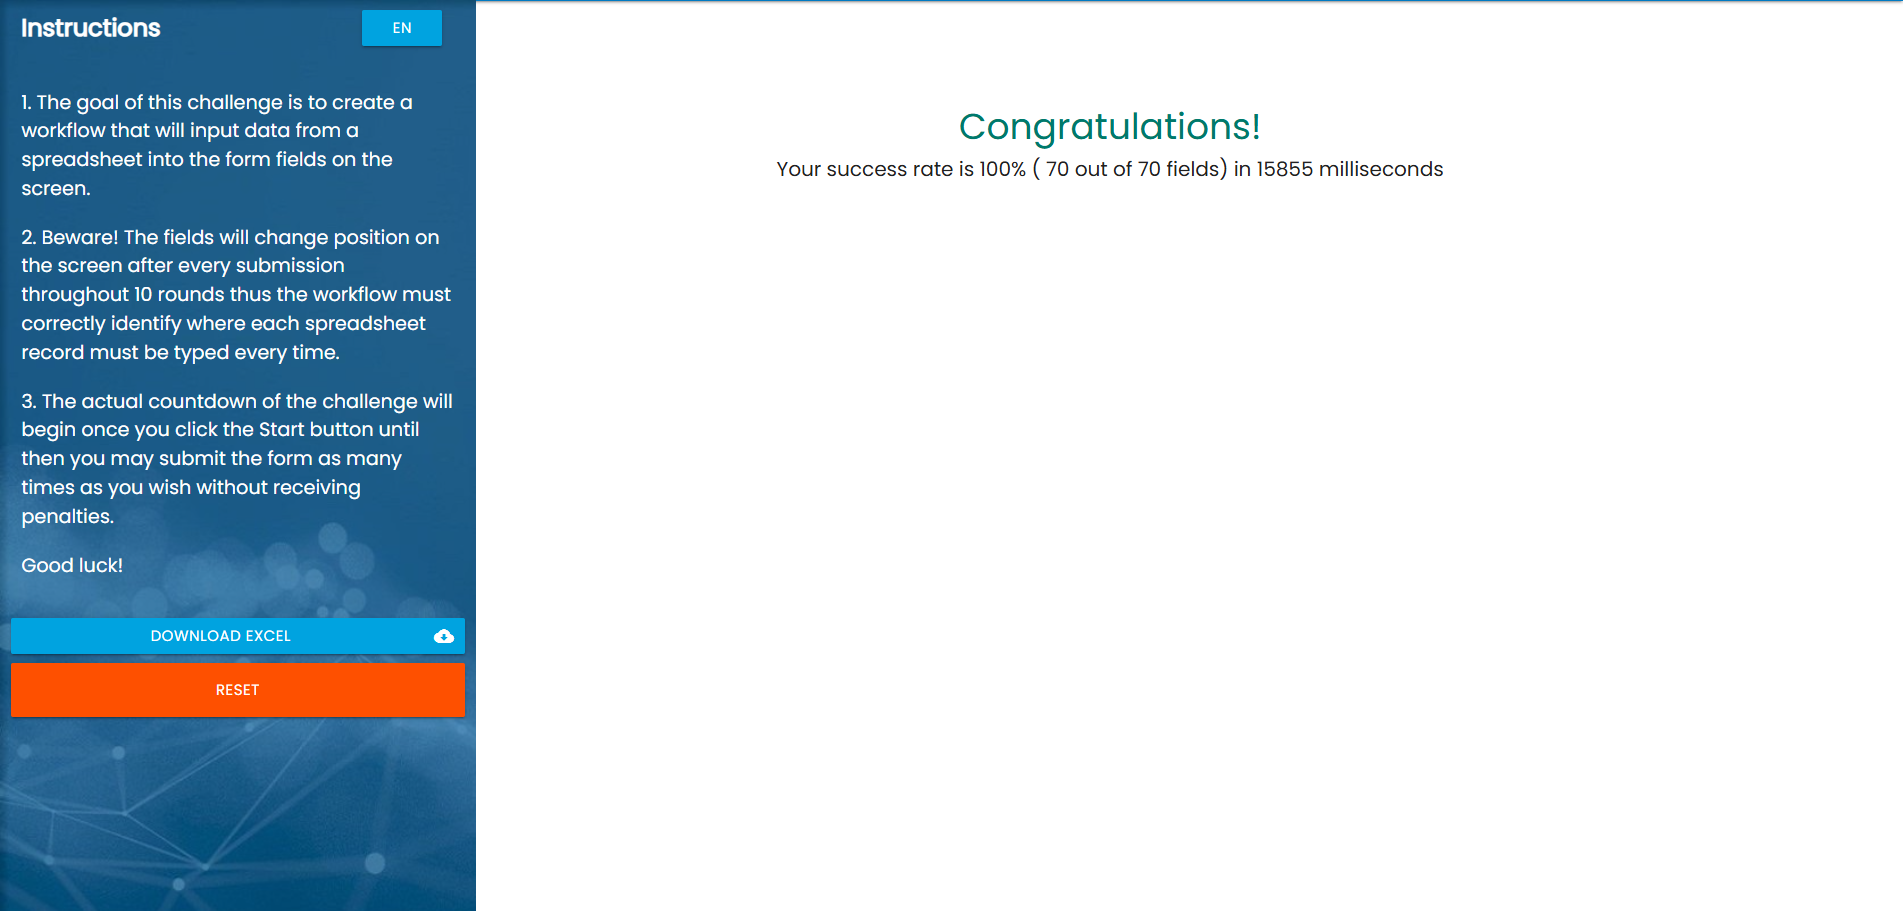 Instructions
EN
1. The goal of this challenge is to create a
workflow that will input data from a
spreadsheet into the form fields on the
screen.
2. Beware! The fields will change position on
the screen after every submission
throughout 10 rounds thus the workflow must
correctly identify where each spreadsheet
record must be typed every time.
3. The actual countdown of the challenge will
begin once you click the Start button until
then you may submit the form as many
times as you wish without receiving
penalties.
Good luck!
DOWNLOAD EXCEL
RESET
Congratulations!
Your success rate is 100% ( 70 out of 70 fields) in 15855 milliseconds